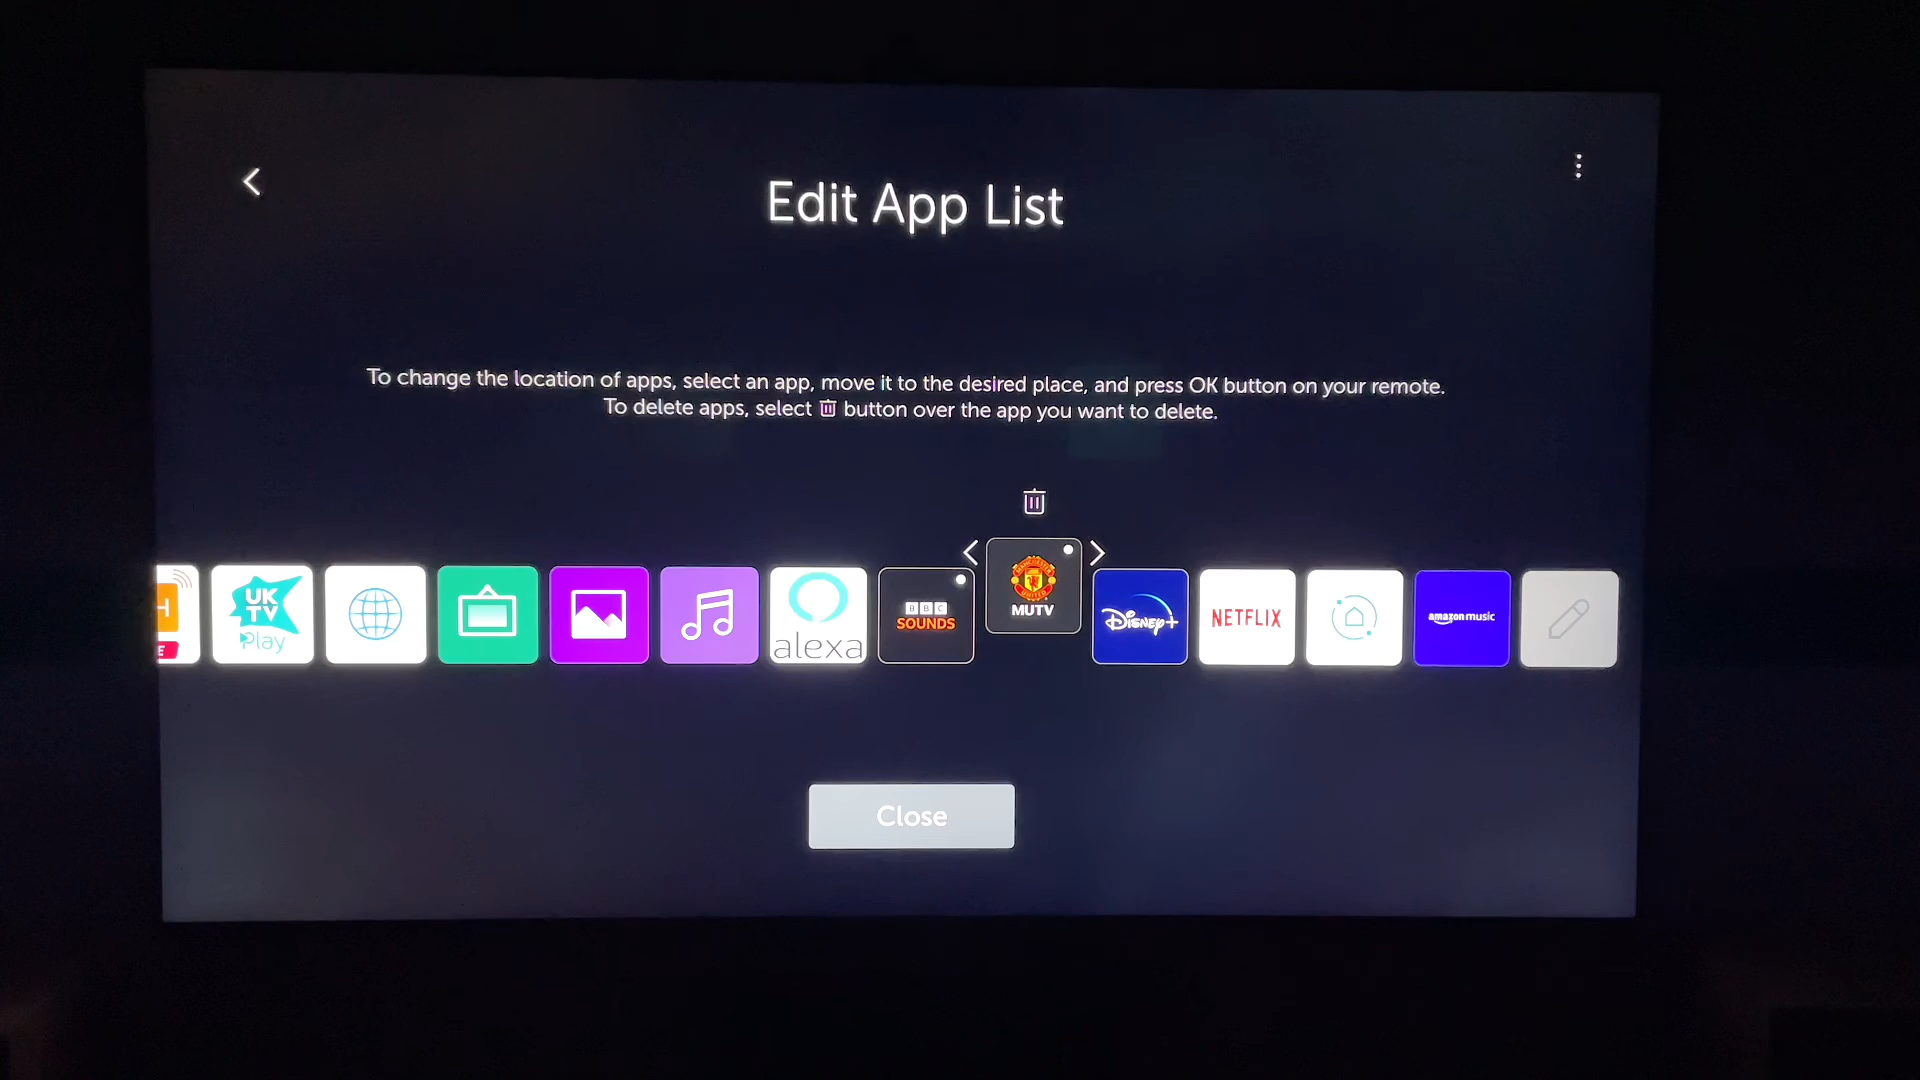 Edit App List
To change the location of apps, select an app, move it to the desired place, and press OK button on your remote.
To delete apps, select button over the app you want to delete.
H
E
UK
TV
Play
alexa
BBC
SOUNDS
MANCHESTER
UNITED
MUTV
Disney+
NETFLIX
amazon music
Close